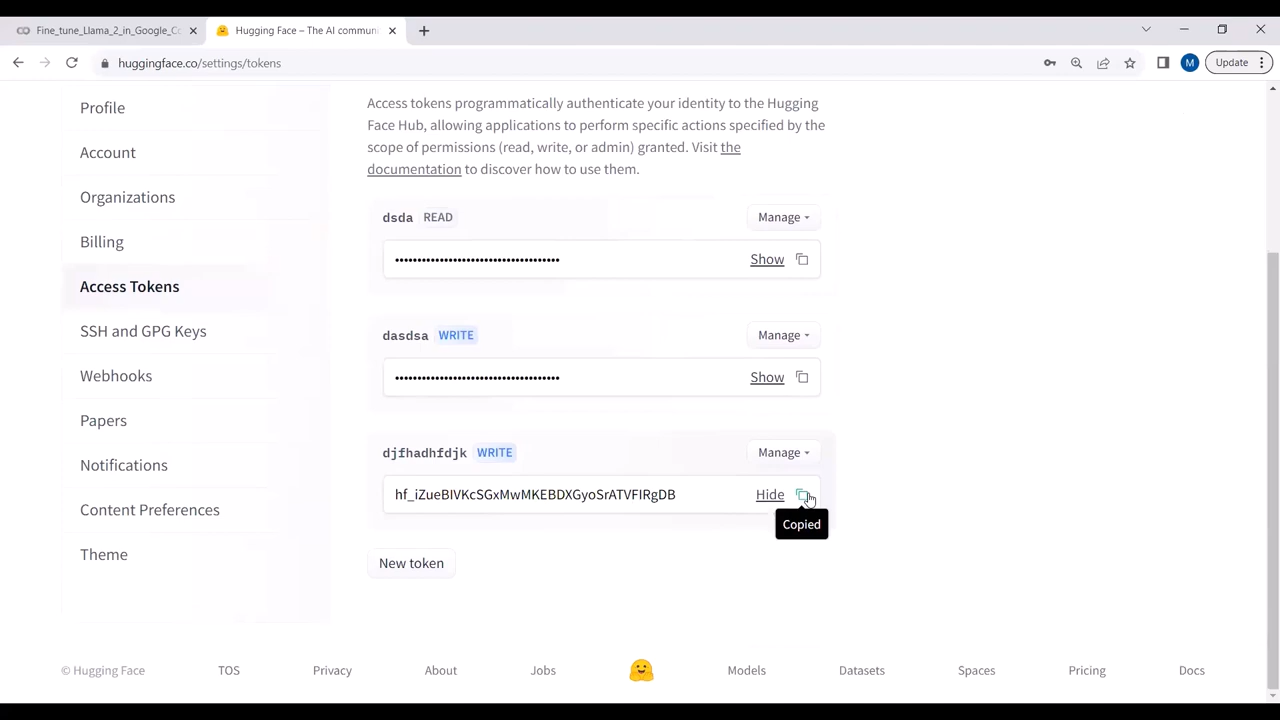 Fine_tune_Llama_2_in_Google_Co
Hugging Face – The AI commun
huggingface.co/settings/tokens
M
Update
Profile
Account
Organizations
Billing
Access Tokens
SSH and GPG Keys
Webhooks
Papers
Notifications
Content Preferences
Theme
Access tokens programmatically authenticate your identity to the Hugging
Face Hub, allowing applications to perform specific actions specified by the
scope of permissions (read, write, or admin) granted. Visit the
documentation to discover how to use them.
dsda READ Manage
•••••••••••••••••••••••••••••••••••••
Show
dasdsa WRITE Manage
•••••••••••••••••••••••••••••••••••••
Show
djfhadhfdjk WRITE Manage
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 Hide
Copied
New token
© Hugging Face TOS Privacy About Jobs Models Datasets Spaces Pricing Docs